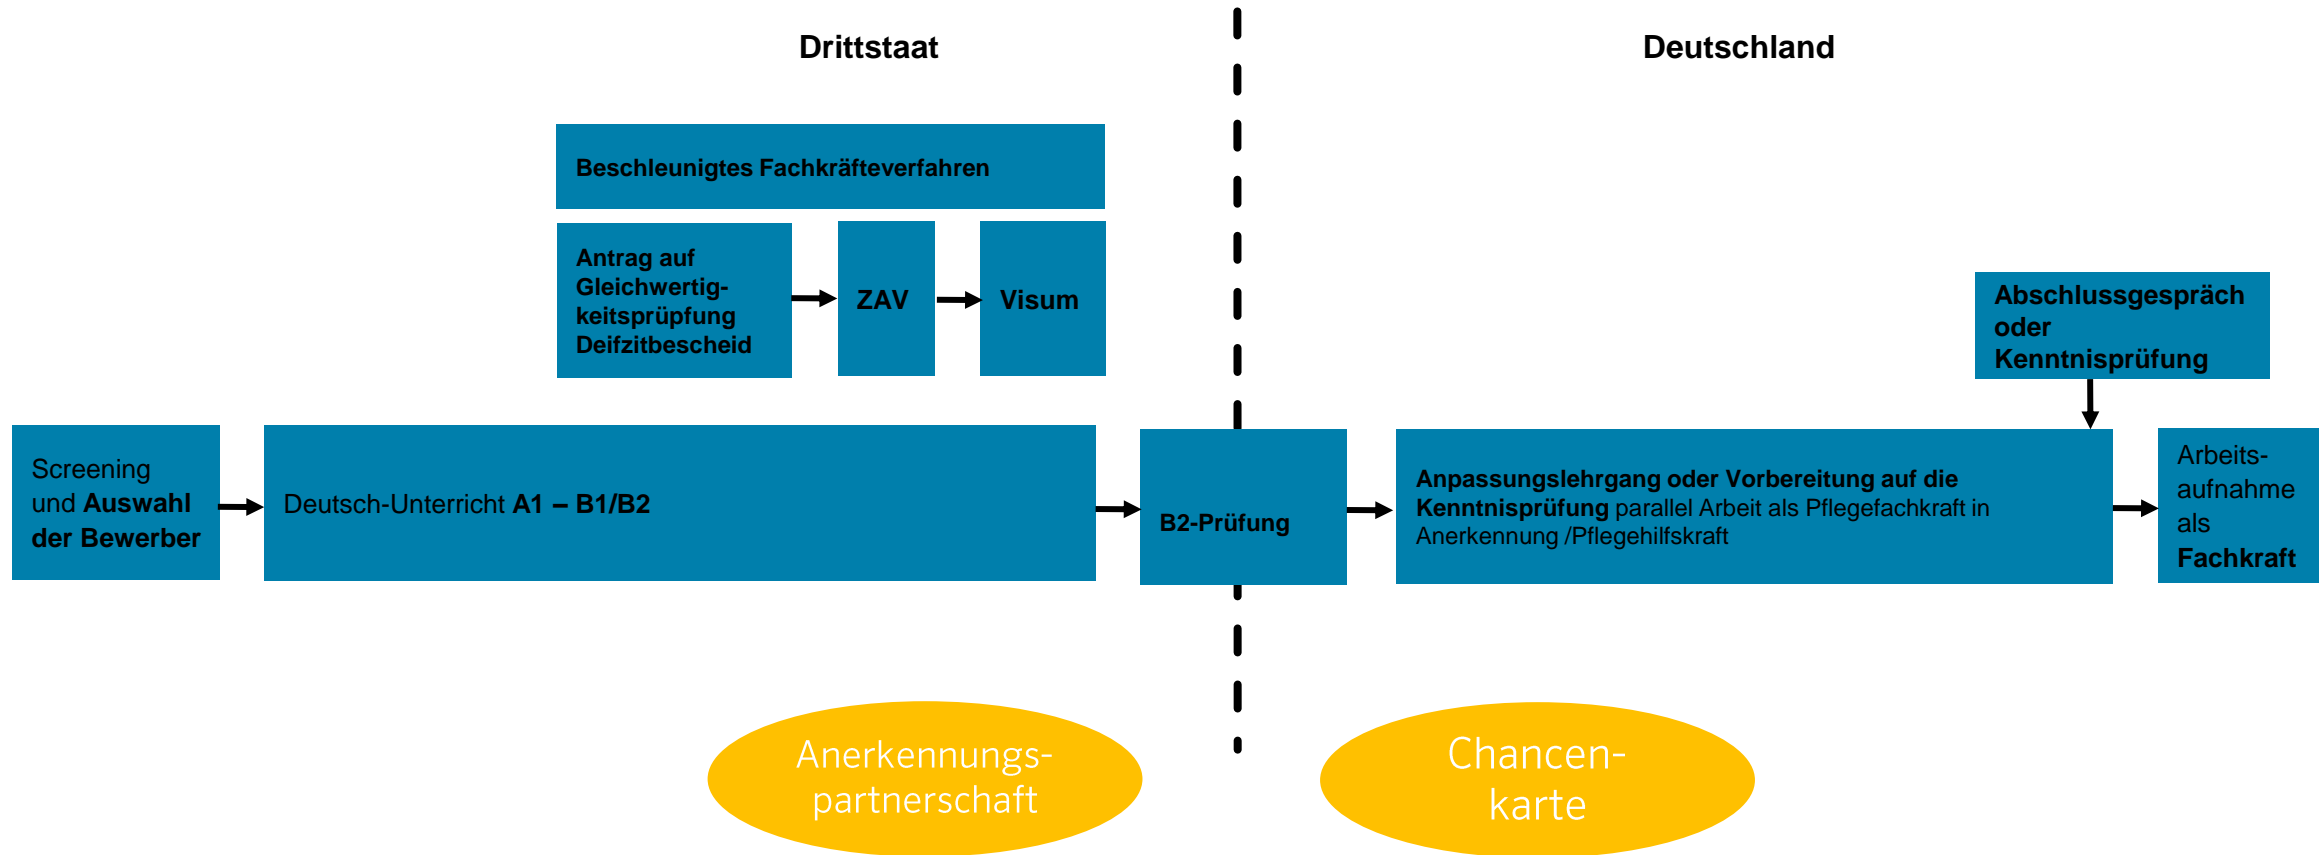 Drittstaat
Deutschland
Beschleunigtes Fachkräfteverfahren
Antrag auf
Gleichwertig-
keitsprüpfung
Deifzitbescheid
ZAV
Visum
Abschlussgespräch
oder
Kenntnisprüfung
Screening
und Auswahl
der Bewerber
Deutsch-Unterricht A1 – B1/B2
B2-Prüfung
Anpassungslehrgang oder Vorbereitung auf die
Kenntnisprüfung parallel Arbeit als Pflegefachkraft in
Anerkennung /Pflegehilfskraft
Arbeits-
aufnahme
als
Fachkraft
Anerkennungs-
partnerschaft
Chancen-
karte